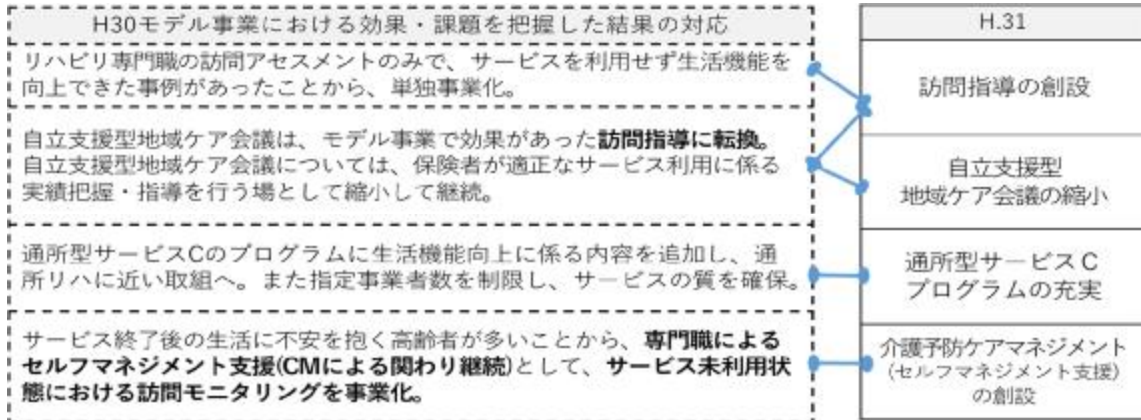 H30モデル事業における効果・課題を把握した結果の対応
リハビリ専門職の訪問アセスメントのみで、サービスを利用せず生活機能を
向上できた事例があったことから、単独事業化。
自立支援型地域ケア会議は、モデル事業で効果があった訪問指導に転換。
自立支援型地域ケア会議については、保険者が適正なサービス利用に係る
実績把握・指導を行う場として縮小して継続。
通所型サービスCのプログラムに生活機能向上に係る内容を追加し、通
所リハに近い取組へ。また指定事業者数を制限し、サービスの質を確保。
サービス終了後の生活に不安を抱く高齢者が多いことから、専門職による
セルフマネジメント支援(CMによる関わり継続)として、サービス未利用状
態における訪問モニタリングを事業化。
H.31
訪問指導の創設
自立支援型
地域ケア会議の縮小
通所型サービスC
プログラムの充実
介護予防ケアマネジメント
(セルフマネジメント支援)
の創設